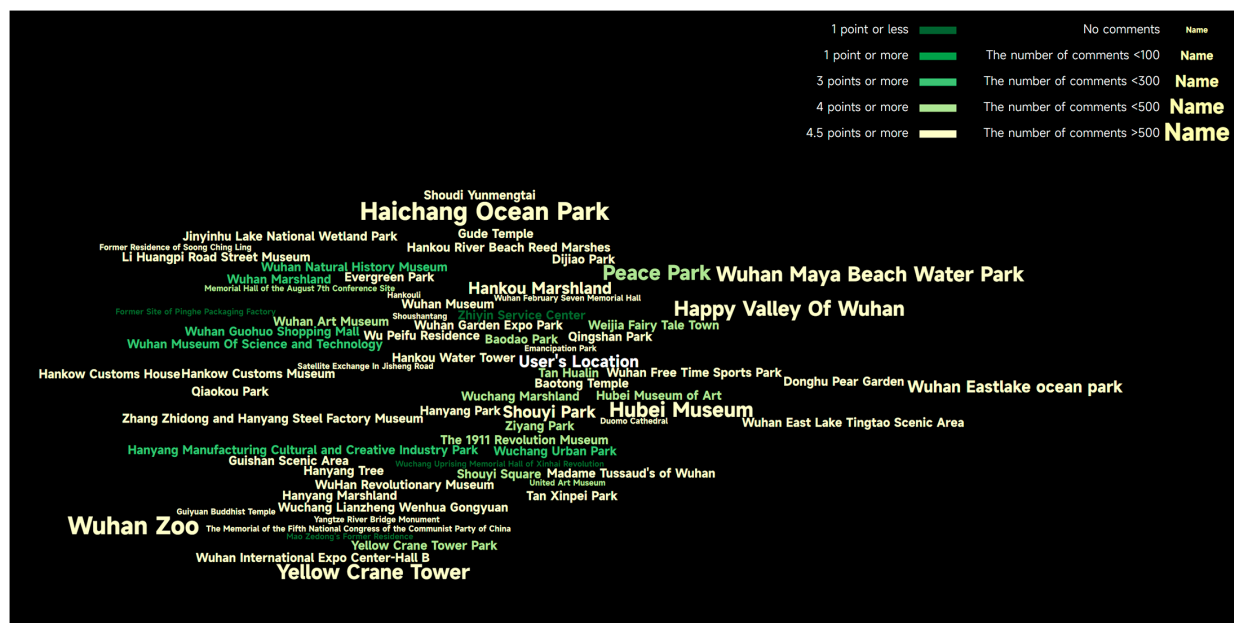 1 point or less No comments Name
1 point or more The number of comments <100 Name
3 points or more The number of comments <300 Name
4 points or more The number of comments <500 Name
4.5 points or more The number of comments >500 Name
Shoudi Yunmengtai
Haichang Ocean Park
Jinyinhu Lake National Wetland Park Gude Temple
Former Residence of Soong Ching Ling Hankou River Beach Reed Marshes
Li Huangpi Road Street Museum Dijiao Park
Wuhan Natural History Museum
Peace Park Wuhan Maya Beach Water Park
Wuhan Marshland Evergreen Park
Memorial Hall of the August 7th Conference Site Hankou Marshland
Hankouli Wuhan February Seven Memorial Hall
Wuhan Museum Happy Valley Of Wuhan
Former Site of Pinghe Packaging Factory Shoushantang Zhiyin Service Center
Wuhan Art Museum Wuhan Garden Expo Park Weijia Fairy Tale Town
Wuhan Guohuo Shopping Mall Wu Peifu Residence Baodao Park Qingshan Park
Wuhan Museum Of Science and Technology Emancipation Park
Hankou Water Tower User's Location
Satellite Exchange In Jisheng Road
Hankow Customs House Hankow Customs Museum Tan Hualin Wuhan Free Time Sports Park
Baotong Temple Donghu Pear Garden Wuhan Eastlake ocean park
Qiaokou Park Wuchang Marshland Hubei Museum of Art
Hanyang Park Shouyi Park Hubei Museum
Zhang Zhidong and Hanyang Steel Factory Museum Duomo Cathedral Wuhan East Lake Tingtao Scenic Area
Ziyang Park
The 1911 Revolution Museum
Hanyang Manufacturing Cultural and Creative Industry Park Wuchang Urban Park
Guishan Scenic Area Wuchang Uprising Memorial Hall of Xinhai Revolution
Hanyang Tree Shouyi Square Madame Tussaud's of Wuhan
WuHan Revolutionary Museum United Art Museum
Hanyang Marshland Tan Xinpei Park
Guiyuan Buddhist Temple Wuchang Lianzheng Wenhua Gongyuan
Yangtze River Bridge Monument
Wuhan Zoo The Memorial of the Fifth National Congress of the Communist Party of China
Mao Zedong's Former Residence
Yellow Crane Tower Park
Wuhan International Expo Center-Hall B
Yellow Crane Tower